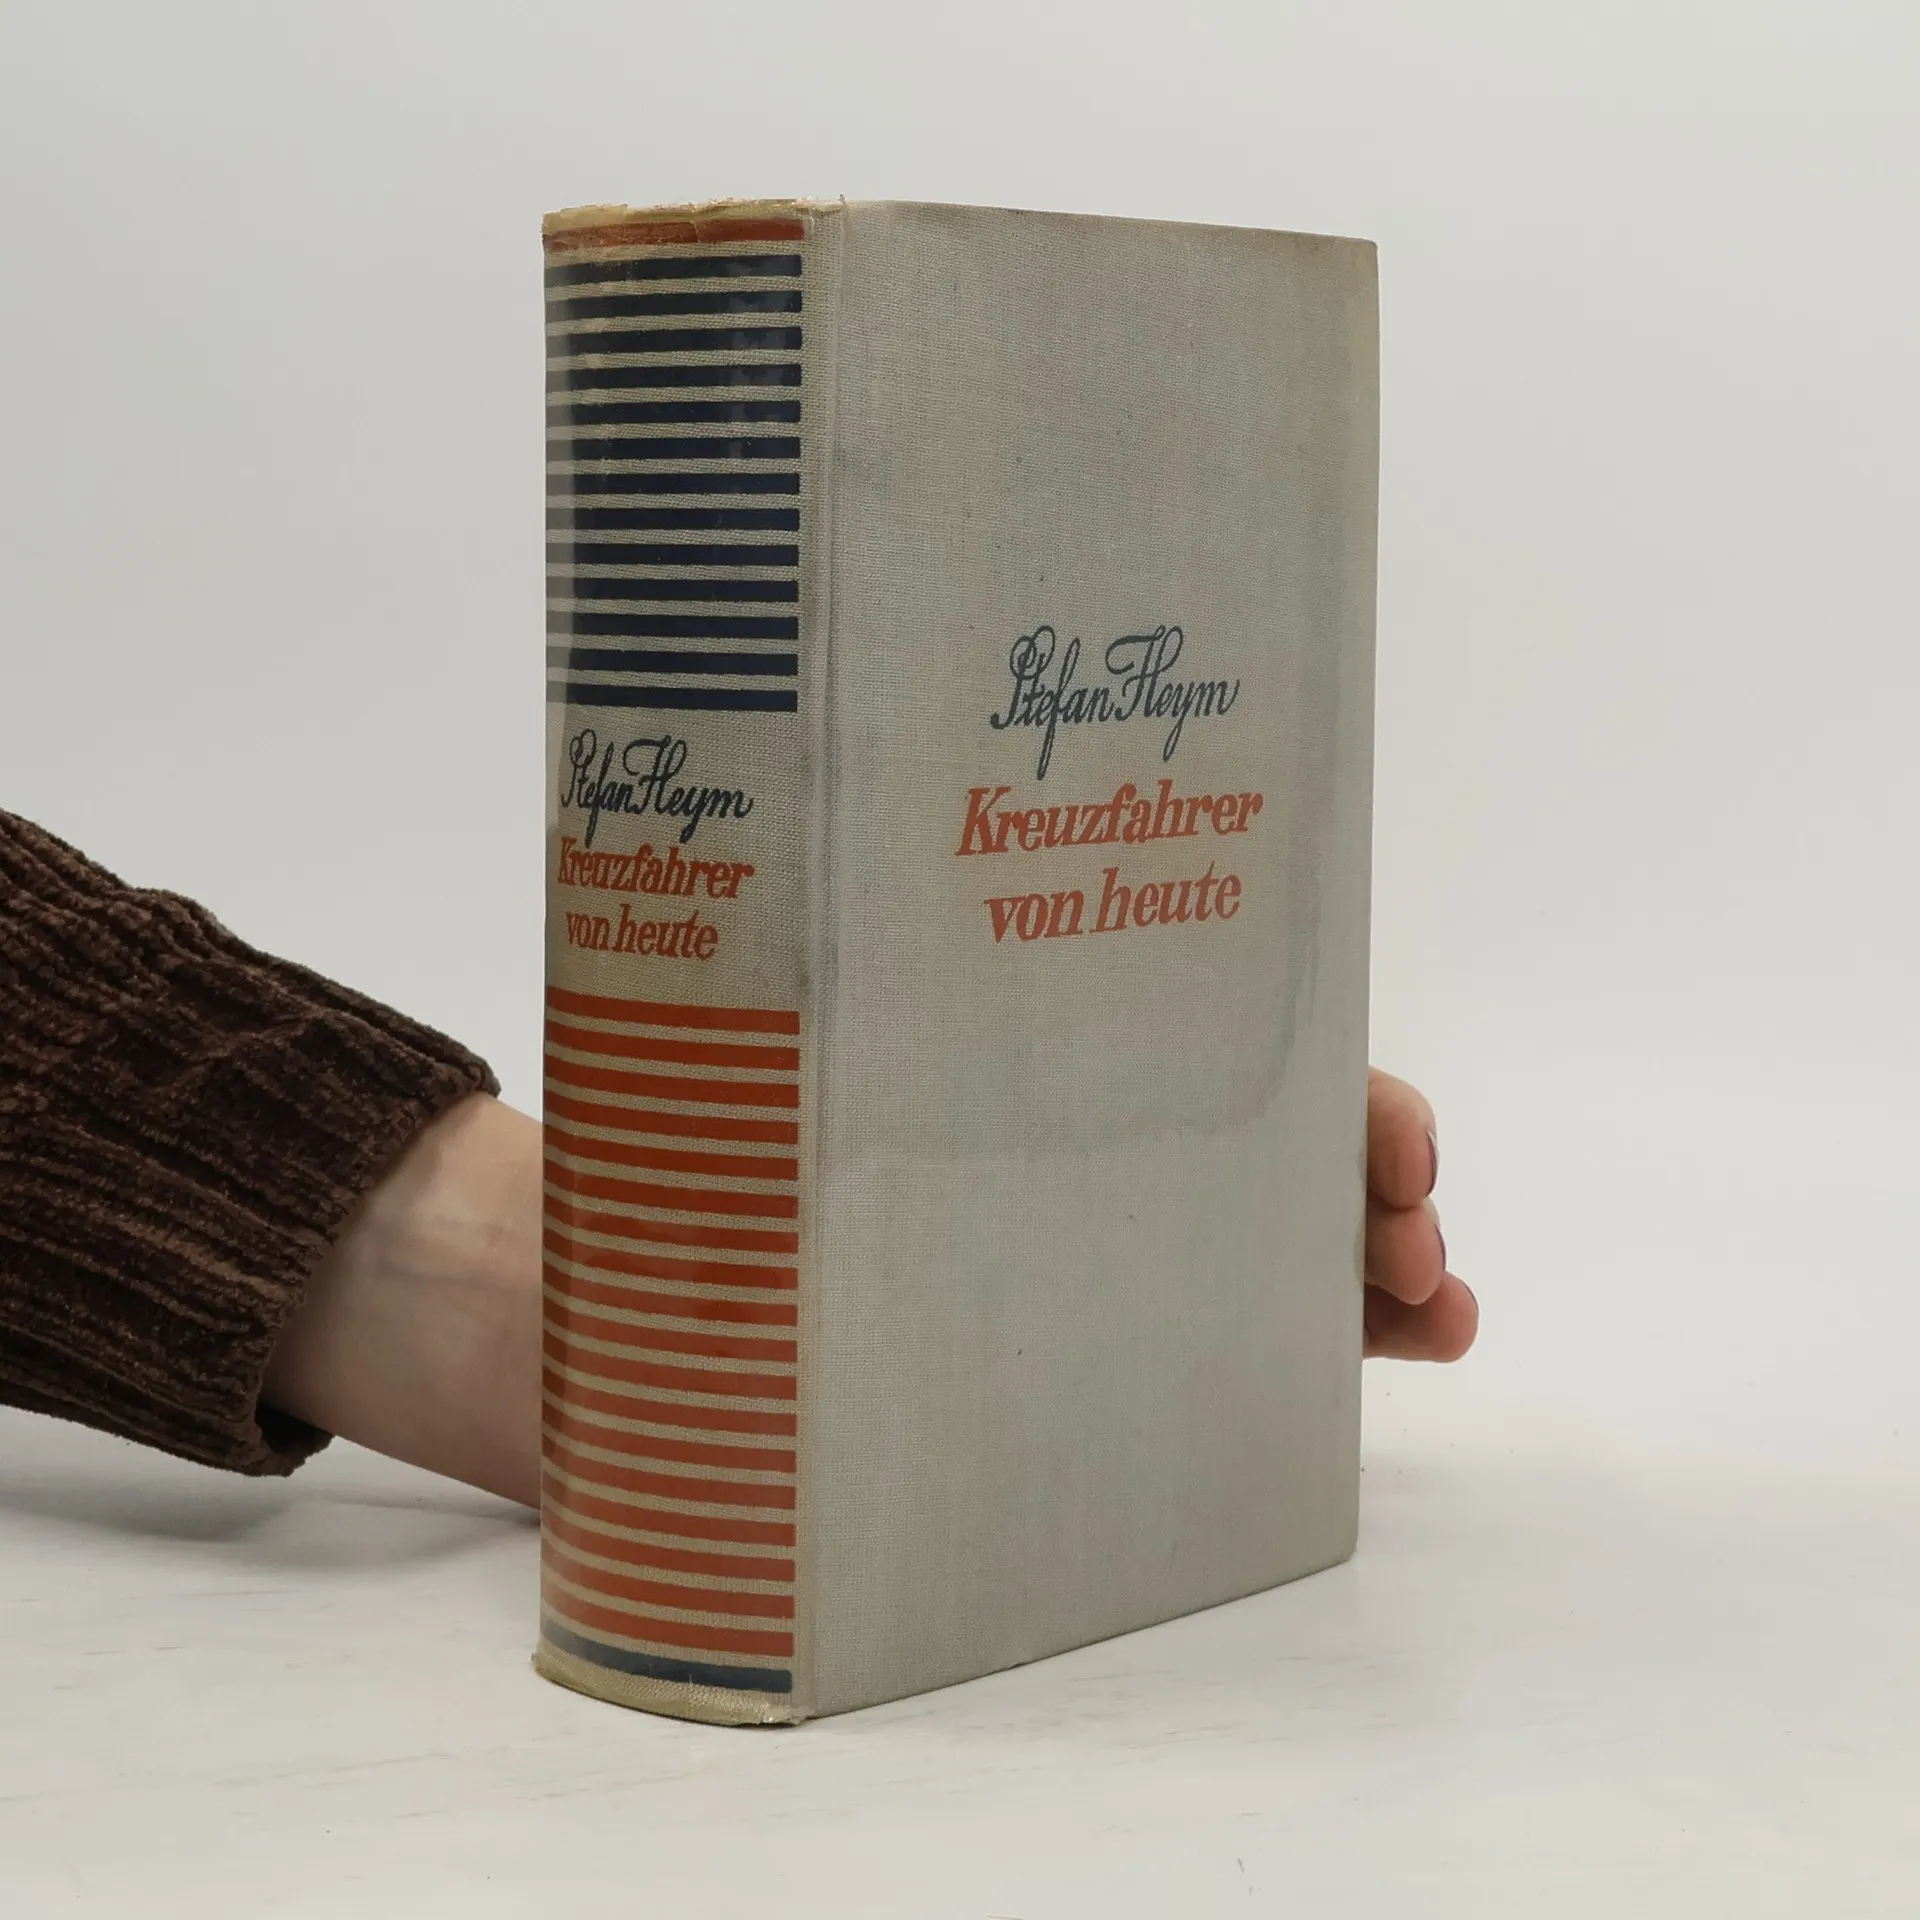 Stefan Heym
Kreuzfahrer
von heute
Stefan Heym
Kreuzfahrer
von heute